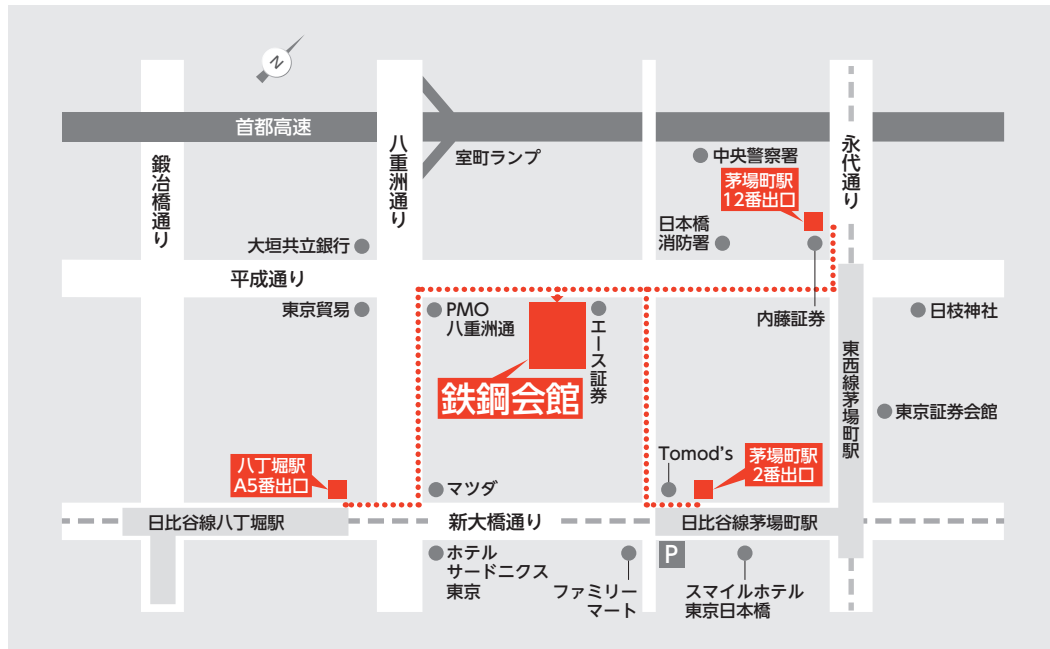 N
首都高速
鍛冶橋通り
八重洲通り
室町ランプ
中央警察署
永代通り
茅場町駅
12番出口
日本橋
消防署
大垣共立銀行
平成通り
東京貿易
PMO
八重洲通
エース証券
内藤証券
日枝神社
鉄鋼会館
東西線茅場町駅
東京証券会館
八丁堀駅
A5番出口
マツダ
Tomod's
茅場町駅
2番出口
日比谷線八丁堀駅
新大橋通り
日比谷線茅場町駅
P
ホテル
サードニクス
東京
ファミリー
マート
スマイルホテル
東京日本橋